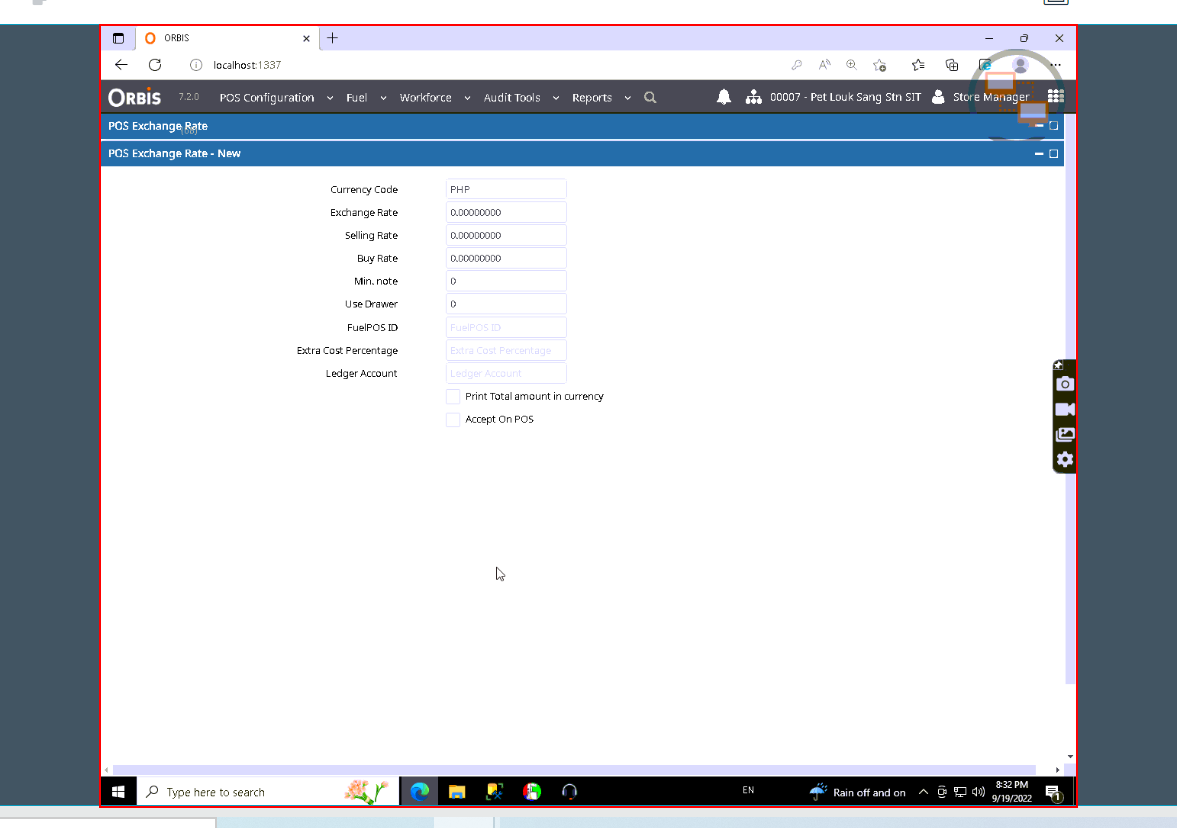 ORBIS
localhost:1337
ORBIS 7.2.0 POS Configuration Fuel Workforce Audit Tools Reports 00007 - Pet Louk Sang Stn SIT Store Manager
POS Exchange Rate
POS Exchange Rate - New
Currency Code PHP
Exchange Rate 0.00000000
Selling Rate 0.00000000
Buy Rate 0.00000000
Min. note 0
Use Drawer 0
FuelPOS ID FuelPOS ID
Extra Cost Percentage Extra Cost Percentage
Ledger Account Ledger Account
Print Total amount in currency
Accept On POS
Type here to search EN Rain off and on 8:32 PM
9/19/2022 1